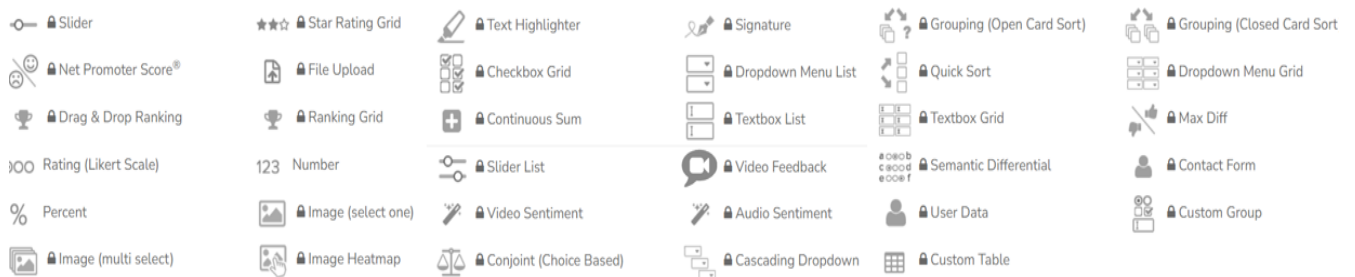 Slider Star Rating Grid Text Highlighter Signature ? Grouping (Open Card Sort) Grouping (Closed Card Sort
Net Promoter Score® File Upload Checkbox Grid Dropdown Menu List Quick Sort Dropdown Menu Grid
Drag & Drop Ranking Ranking Grid Continuous Sum Textbox List Textbox Grid Max Diff
Rating (Likert Scale) 123 Number Slider List Video Feedback Semantic Differential Contact Form
% Percent Image (select one) Video Sentiment Audio Sentiment User Data Custom Group
Image (multi select) Image Heatmap Conjoint (Choice Based) Cascading Dropdown Custom Table